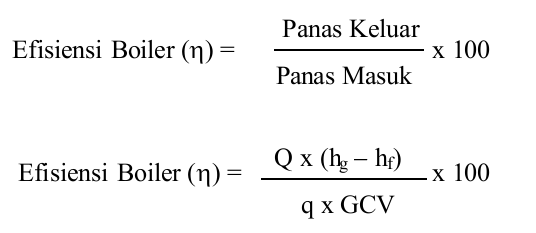 Efisiensi Boiler (η) = Panas Keluar / Panas Masuk x 100
Efisiensi Boiler (η) = Q x (hg – hf) / q x GCV x 100